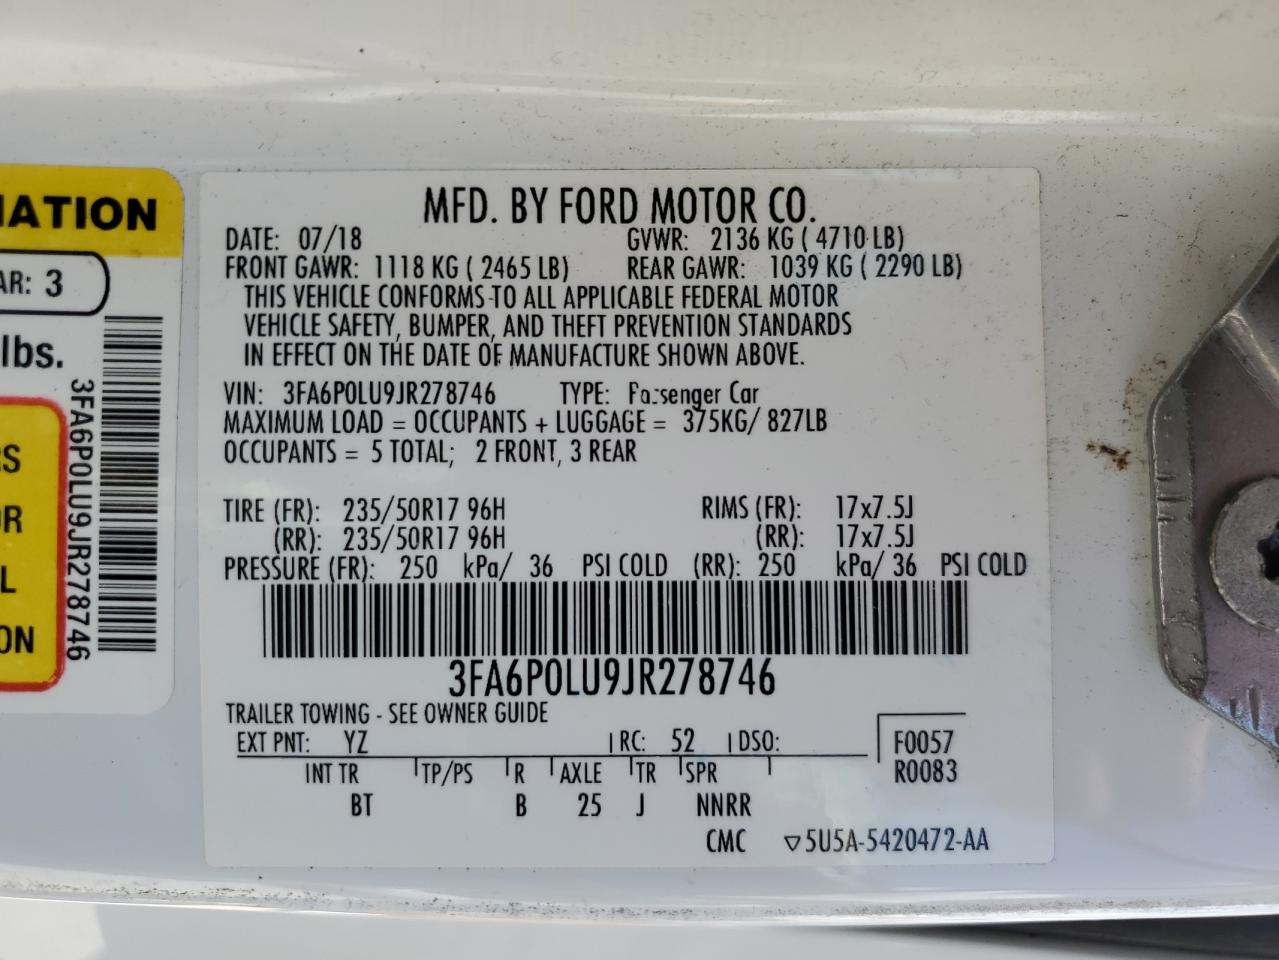 MATION
AR: 3
lbs.
RS
OR
L
ON
3FA6P0LU9JR278746
MFD. BY FORD MOTOR CO.
DATE: 07/18 GVWR: 2136 KG ( 4710 LB)
FRONT GAWR: 1118 KG ( 2465 LB) REAR GAWR: 1039 KG ( 2290 LB)
THIS VEHICLE CONFORMS TO ALL APPLICABLE FEDERAL MOTOR
VEHICLE SAFETY, BUMPER, AND THEFT PREVENTION STANDARDS
IN EFFECT ON THE DATE OF MANUFACTURE SHOWN ABOVE.
VIN: 3FA6P0LU9JR278746 TYPE: Passenger Car
MAXIMUM LOAD = OCCUPANTS + LUGGAGE = 375KG/ 827LB
OCCUPANTS = 5 TOTAL; 2 FRONT, 3 REAR
TIRE (FR): 235/50R17 96H RIMS (FR): 17x7.5J
(RR): 235/50R17 96H (RR): 17x7.5J
PRESSURE (FR): 250 kPa/ 36 PSI COLD (RR): 250 kPa/ 36 PSI COLD
3FA6P0LU9JR278746
TRAILER TOWING - SEE OWNER GUIDE
EXT PNT: YZ RC: 52 DSO: F0057
INT TR TP/PS R AXLE TR SPR R0083
BT B 25 J NNRR
CMC ▽5U5A-5420472-AA